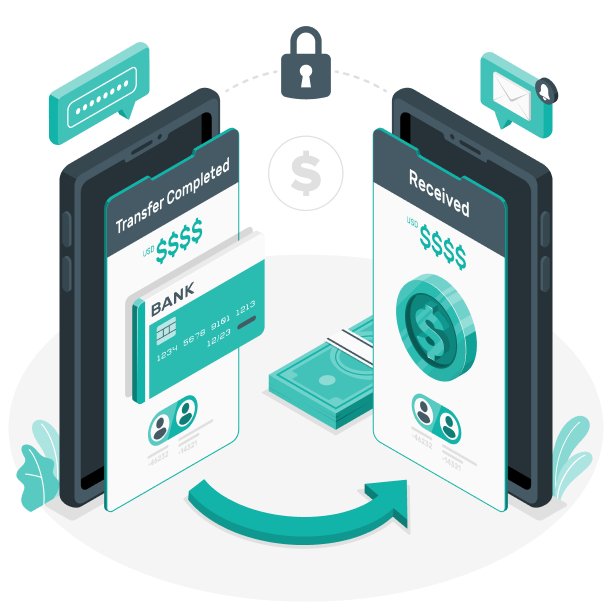 Transfer Completed
USD $$$$
BANK
1234 5678 9101 1213
12/23
Received
USD $$$$
$
$